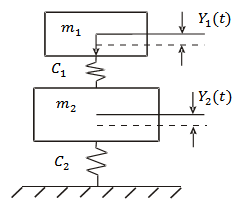 m₁
Y₁(t)
C₁
m₂
Y₂(t)
C₂